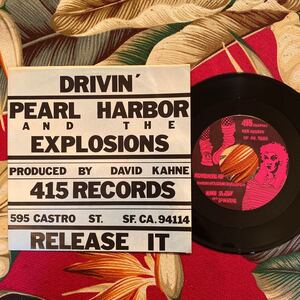 DRIVIN'
PEARL HARBOR
AND THE
EXPLOSIONS
PRODUCED BY DAVID KAHNE
415 RECORDS
595 CASTRO ST. SF. CA. 94114
RELEASE IT
415